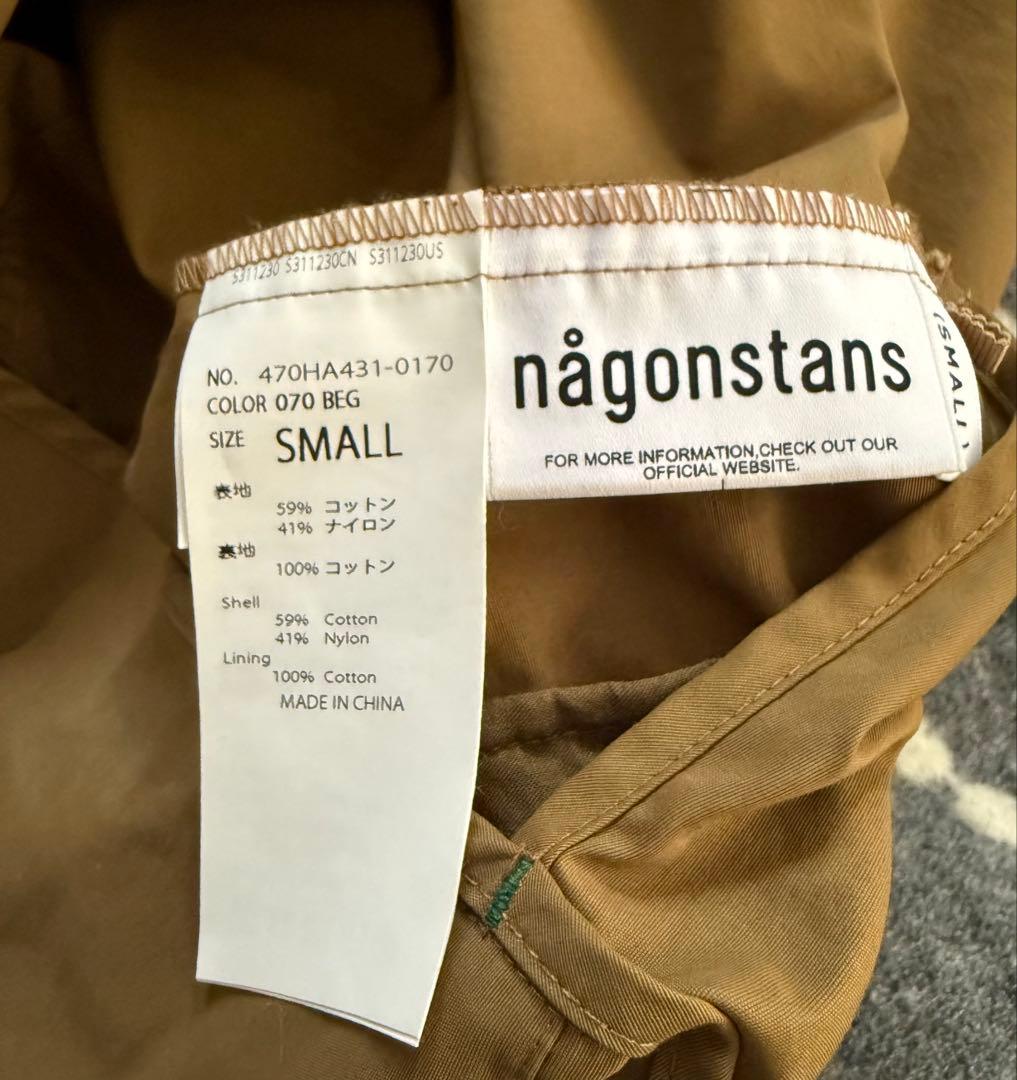 S311230 S311230CN S311230US
NO. 470HA431-0170
COLOR 070 BEG
SIZE SMALL
表地
59% コットン
41% ナイロン
裏地
100% コットン
Shell
59% Cotton
41% Nylon
Lining
100% Cotton
MADE IN CHINA
någonstans
FOR MORE INFORMATION,CHECK OUT OUR
OFFICIAL WEBSITE.
(SMALL)